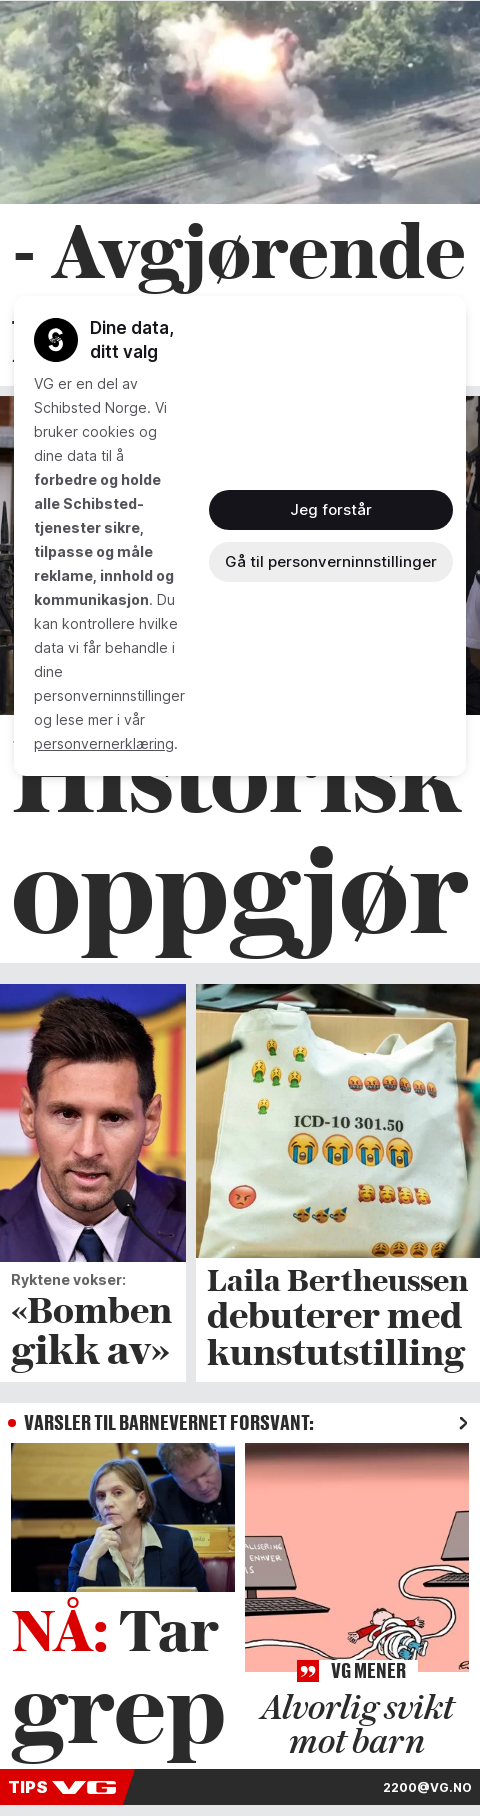 - Avgjørende
Dine data,
ditt valg
VG er en del av
Schibsted Norge. Vi
bruker cookies og
dine data til å
forbedre og holde
alle Schibsted-
tjenester sikre,
tilpasse og måle
reklame, innhold og
kommunikasjon. Du
kan kontrollere hvilke
data vi får behandle i
dine
personverninnstillinger
og lese mer i vår
personvernerklæring.
Jeg forstår
Gå til personverninnstillinger
Historisk
oppgjør
ICD-10 301.50
Ryktene vokser:
«Bomben
gikk av»
Laila Bertheussen
debuterer med
kunstutstilling
VARSLER TIL BARNEVERNET FORSVANT:
NÅ: Tar
grep
ALISERING
ENHVER
VG MENER
Alvorlig svikt
mot barn
TIPS VG
2200@VG.NO